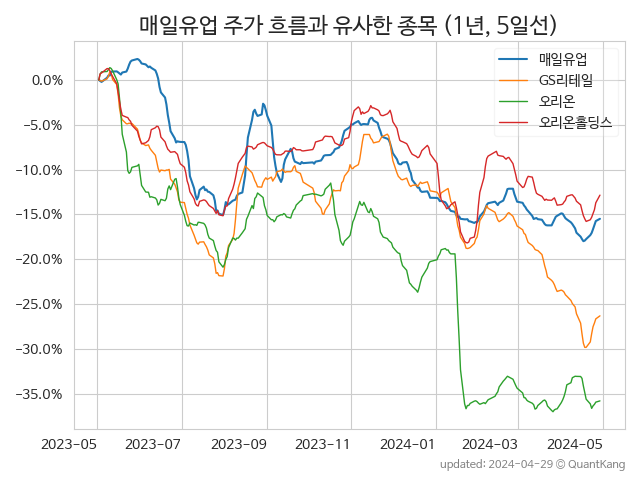 매일유업 주가 흐름과 유사한 종목 (1년, 5일선)
매일유업
GS리테일
오리온
오리온홀딩스
0.0%
−5.0%
−10.0%
−15.0%
−20.0%
−25.0%
−30.0%
−35.0%
2023-05 2023-07 2023-09 2023-11 2024-01 2024-03 2024-05
updated: 2024-04-29 © QuantKang